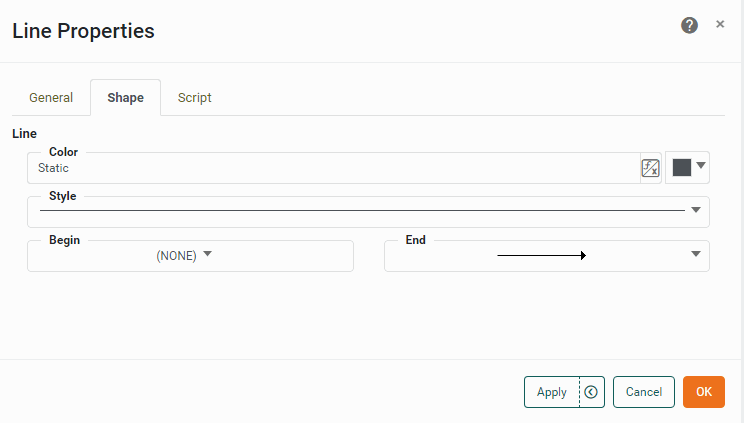 Line Properties
General Shape Script
Line
Color
Static
Style
Begin End
(NONE)
Apply Cancel OK